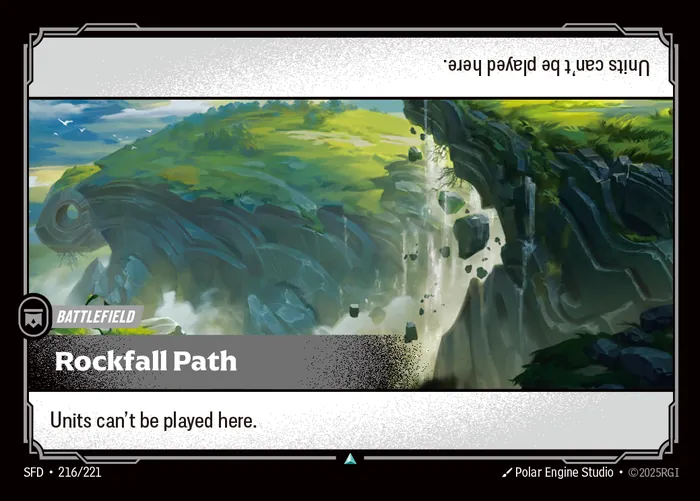 Units can't be played here.
BATTLEFIELD
Rockfall Path
Units can't be played here.
SFD • 216/221
Polar Engine Studio • ©2025RGI